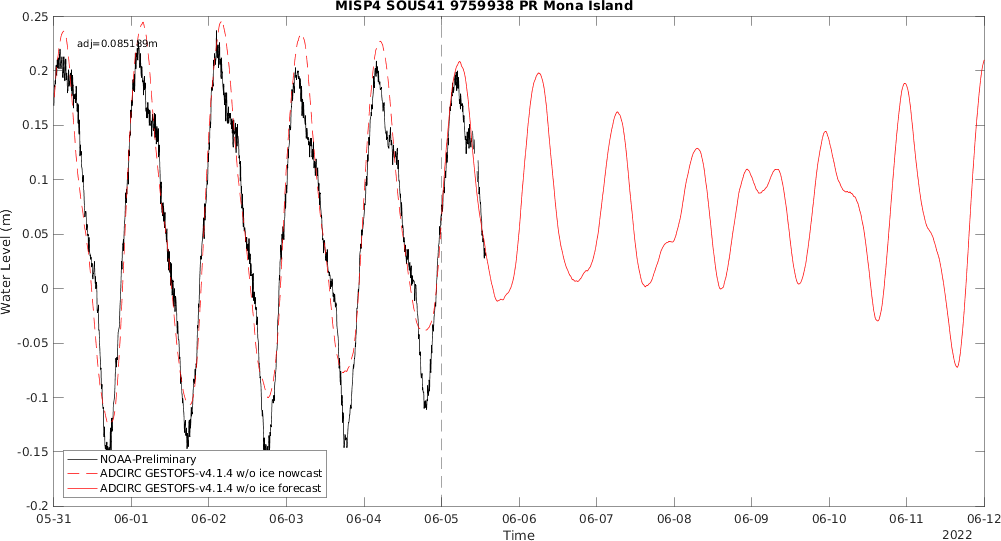 MISP4 SOUS41 9759938 PR Mona Island
adj=0.085189m
Water Level (m)
0.25
0.2
0.15
0.1
0.05
0
-0.05
-0.1
-0.15
-0.2
NOAA-Preliminary
ADCIRC GESTOFS-v4.1.4 w/o ice nowcast
ADCIRC GESTOFS-v4.1.4 w/o ice forecast
05-31 06-01 06-02 06-03 06-04 06-05 06-06 06-07 06-08 06-09 06-10 06-11 06-12
Time
2022